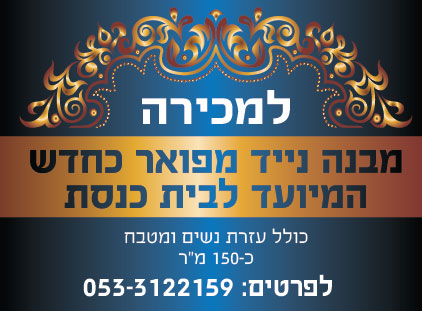 למכירה
מבנה נייד מפואר כחדש
המיועד לבית כנסת
כולל עזרת נשים ומטבח
כ-150 מ"ר
לפרטים: 053-3122159